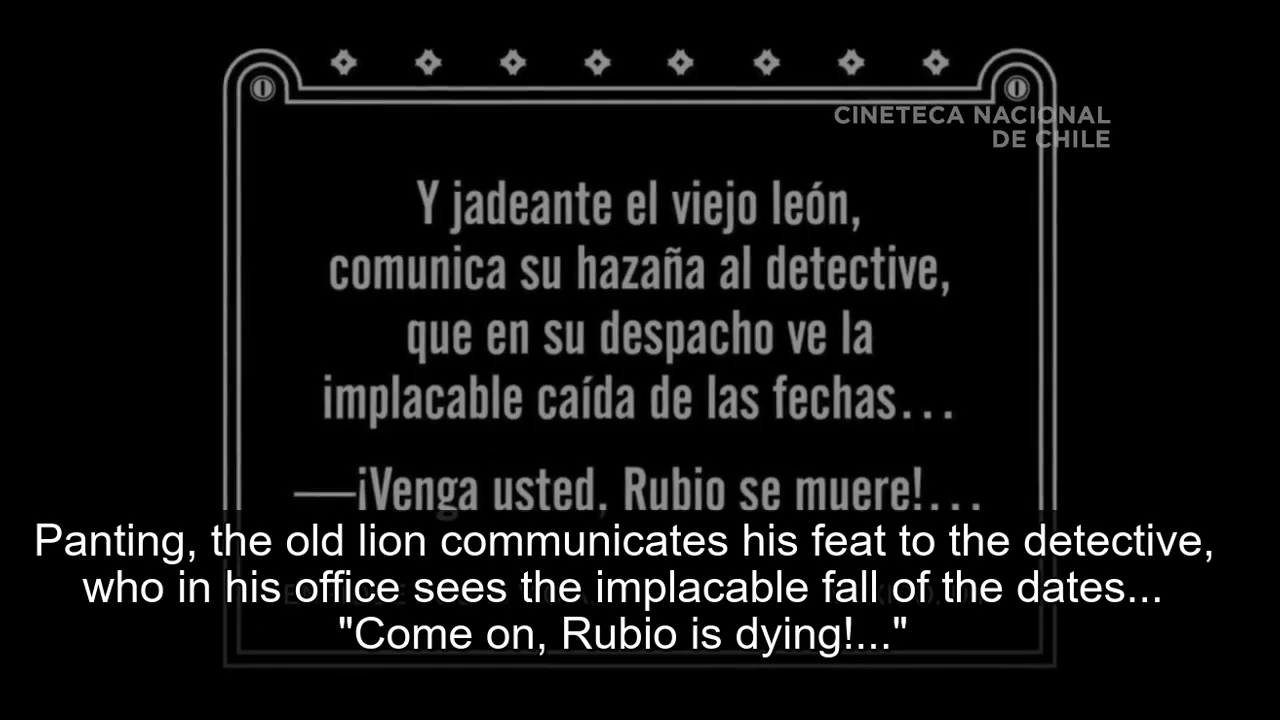 CINETECA NACIONAL
DE CHILE
Y jadeante el viejo león,
comunica su hazaña al detective,
que en su despacho ve la
implacable caída de las fechas...
—¡Venga usted, Rubio se muere!...
Panting, the old lion communicates his feat to the detective,
who in his office sees the implacable fall of the dates...
"Come on, Rubio is dying!..."